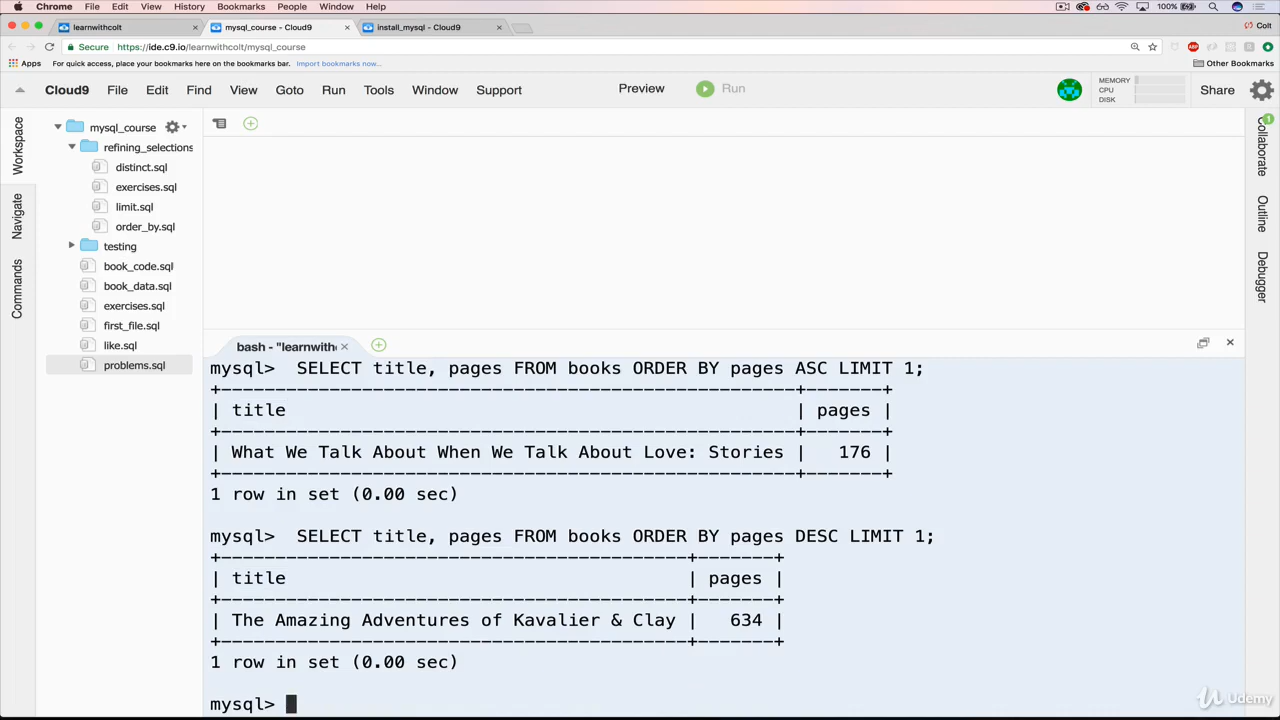 Chrome File Edit View History Bookmarks People Window Help 100%
learnwithcolt × mysql_course - Cloud9 × install_mysql - Cloud9 × Colt
Secure https://ide.c9.io/learnwithcolt/mysql_course
Apps For quick access, place your bookmarks here on the bookmarks bar. Import bookmarks now... Other Bookmarks
Cloud9 File Edit Find View Goto Run Tools Window Support Preview Run MEMORY CPU DISK Share
Workspace
Navigate
Commands
mysql_course
refining_selections
distinct.sql
exercises.sql
limit.sql
order_by.sql
testing
book_code.sql
book_data.sql
exercises.sql
first_file.sql
like.sql
problems.sql
Collaborate 1
Outline
Debugger
bash - "learnwith ×
mysql>  SELECT title, pages FROM books ORDER BY pages ASC LIMIT 1;
+-----------------------------------------------------+-------+
| title                                               | pages |
+-----------------------------------------------------+-------+
| What We Talk About When We Talk About Love: Stories |   176 |
+-----------------------------------------------------+-------+
1 row in set (0.00 sec)
mysql>  SELECT title, pages FROM books ORDER BY pages DESC LIMIT 1;
+-------------------------------------------+-------+
| title                                     | pages |
+-------------------------------------------+-------+
| The Amazing Adventures of Kavalier & Clay |   634 |
+-------------------------------------------+-------+
1 row in set (0.00 sec)
mysql>
Udemy